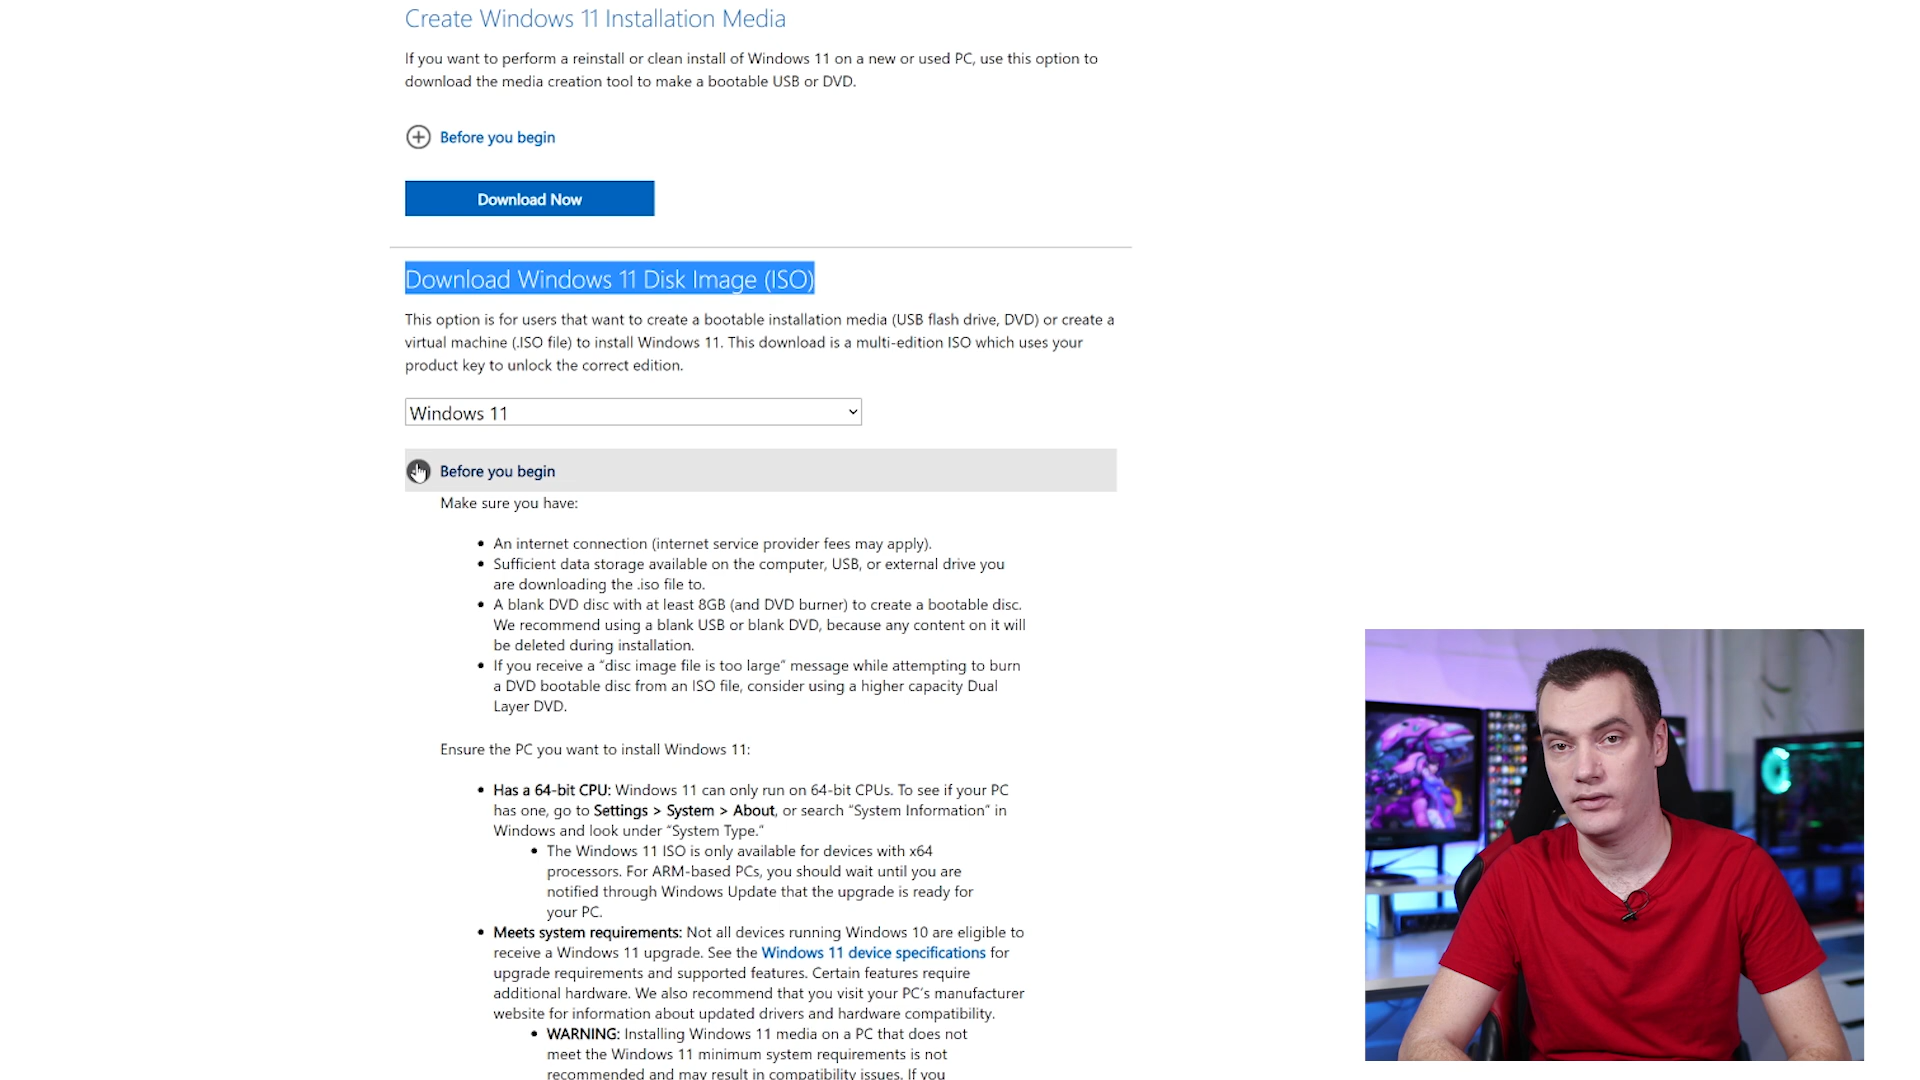 Create Windows 11 Installation Media
If you want to perform a reinstall or clean install of Windows 11 on a new or used PC, use this option to
download the media creation tool to make a bootable USB or DVD.
Before you begin
Download Now
Download Windows 11 Disk Image (ISO)
This option is for users that want to create a bootable installation media (USB flash drive, DVD) or create a
virtual machine (.ISO file) to install Windows 11. This download is a multi-edition ISO which uses your
product key to unlock the correct edition.
Windows 11
Before you begin
Make sure you have:
An internet connection (internet service provider fees may apply).
Sufficient data storage available on the computer, USB, or external drive you
are downloading the .iso file to.
A blank DVD disc with at least 8GB (and DVD burner) to create a bootable disc.
We recommend using a blank USB or blank DVD, because any content on it will
be deleted during installation.
If you receive a “disc image file is too large” message while attempting to burn
a DVD bootable disc from an ISO file, consider using a higher capacity Dual
Layer DVD.
Ensure the PC you want to install Windows 11:
Has a 64-bit CPU: Windows 11 can only run on 64-bit CPUs. To see if your PC
has one, go to Settings > System > About, or search “System Information” in
Windows and look under “System Type.”
The Windows 11 ISO is only available for devices with x64
processors. For ARM-based PCs, you should wait until you are
notified through Windows Update that the upgrade is ready for
your PC.
Meets system requirements: Not all devices running Windows 10 are eligible to
receive a Windows 11 upgrade. See the Windows 11 device specifications for
upgrade requirements and supported features. Certain features require
additional hardware. We also recommend that you visit your PC's manufacturer
website for information about updated drivers and hardware compatibility.
WARNING: Installing Windows 11 media on a PC that does not
meet the Windows 11 minimum system requirements is not
recommended and may result in compatibility issues. If you